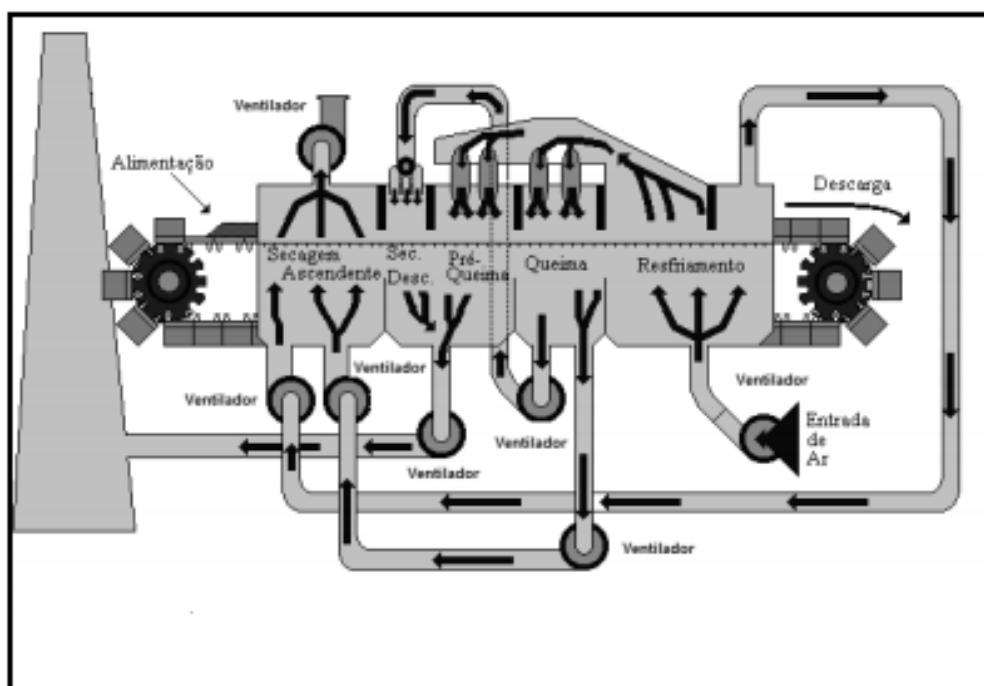 Ventilador
Alimentação
Descarga
Secagem
Ascendente
Sec.
Desc.
Pré-
Queima
Queima
Resfriamento
Ventilador
Ventilador
Ventilador
Ventilador
Ventilador
Entrada
de
Ar
Ventilador